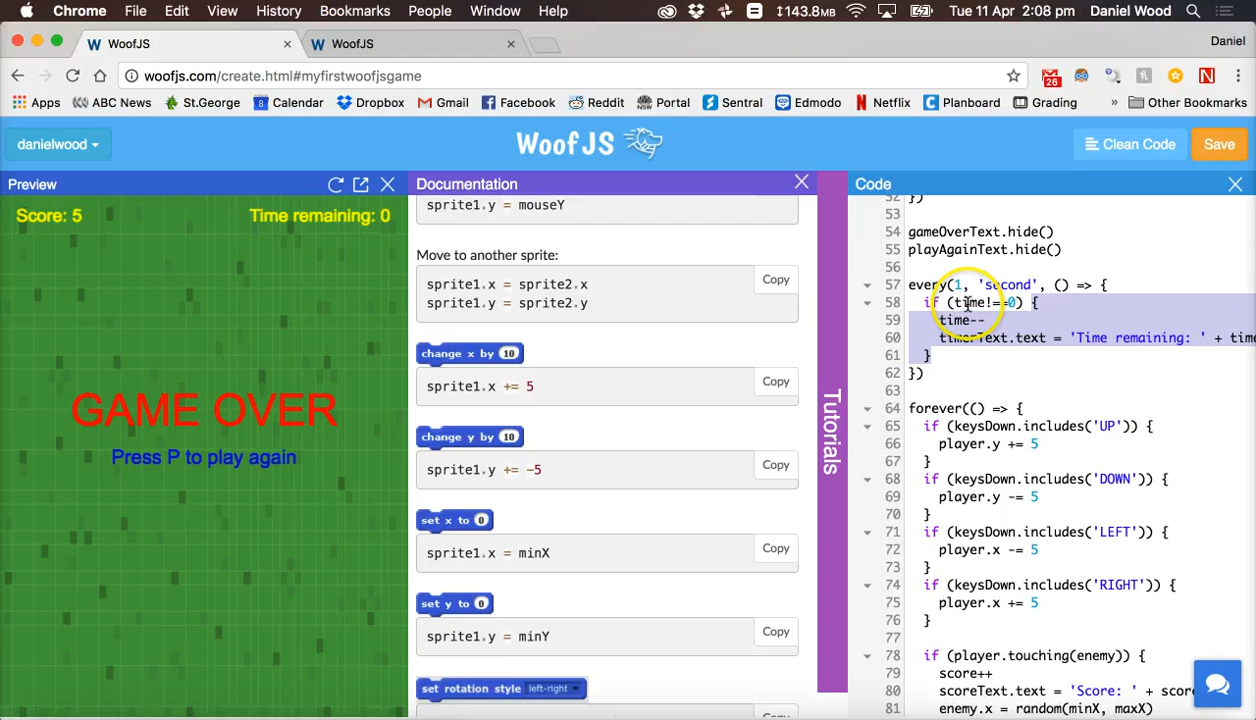 Chrome File Edit View History Bookmarks People Window Help 143.8MB Tue 11 Apr 2:08 pm Daniel Wood
WoofJS WoofJS Daniel
woofjs.com/create.html#myfirstwoofjsgame
26
Apps ABC News St.George Calendar Dropbox Gmail Facebook Reddit Portal Sentral Edmodo Netflix Planboard Grading » Other Bookmarks
danielwood WoofJS Clean Code Save
Preview
Score: 5 Time remaining: 0
GAME OVER
Press P to play again
Documentation
sprite1.y = mouseY
Move to another sprite:
sprite1.x = sprite2.x
sprite1.y = sprite2.y
Copy
change x by 10
sprite1.x += 5
Copy
change y by 10
sprite1.y += -5
Copy
set x to 0
sprite1.x = minX
Copy
set y to 0
sprite1.y = minY
Copy
set rotation style left-right
Tutorials
Code
52 })
53
54 gameOverText.hide()
55 playAgainText.hide()
56
57 every(1, 'second', () => {
58 if (time!==0) {
59 time--
60 timerText.text = 'Time remaining: ' + time
61 }
62 })
63
64 forever(() => {
65 if (keysDown.includes('UP')) {
66 player.y += 5
67 }
68 if (keysDown.includes('DOWN')) {
69 player.y -= 5
70 }
71 if (keysDown.includes('LEFT')) {
72 player.x -= 5
73 }
74 if (keysDown.includes('RIGHT')) {
75 player.x += 5
76 }
77
78 if (player.touching(enemy)) {
79 score++
80 scoreText.text = 'Score: ' + sco
81 enemy.x = random(minX, maxX)